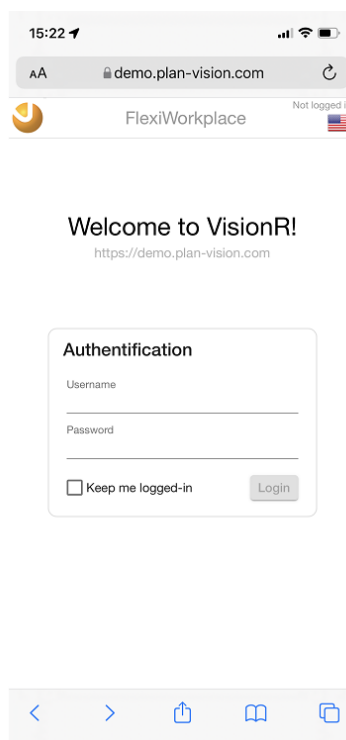 15:22
AA demo.plan-vision.com
Not logged i
FlexiWorkplace
Welcome to VisionR!
https://demo.plan-vision.com
Authentification
Username
Password
Keep me logged-in Login